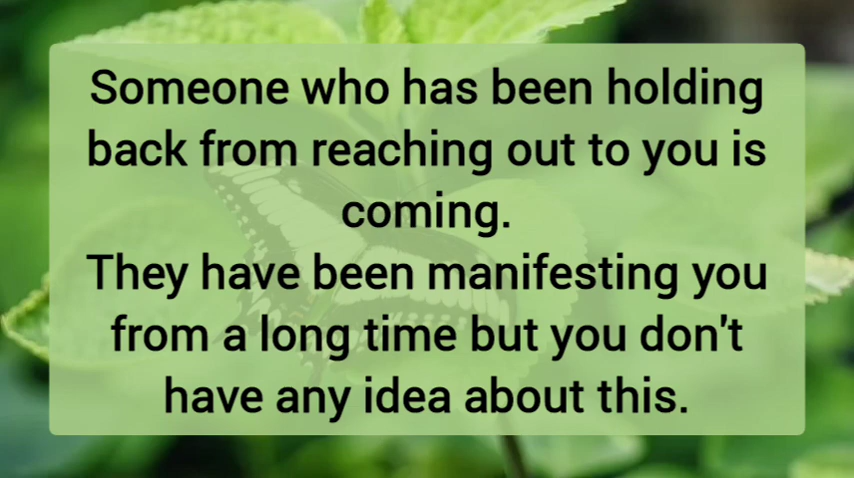 Someone who has been holding
back from reaching out to you is
coming.
They have been manifesting you
from a long time but you don't
have any idea about this.